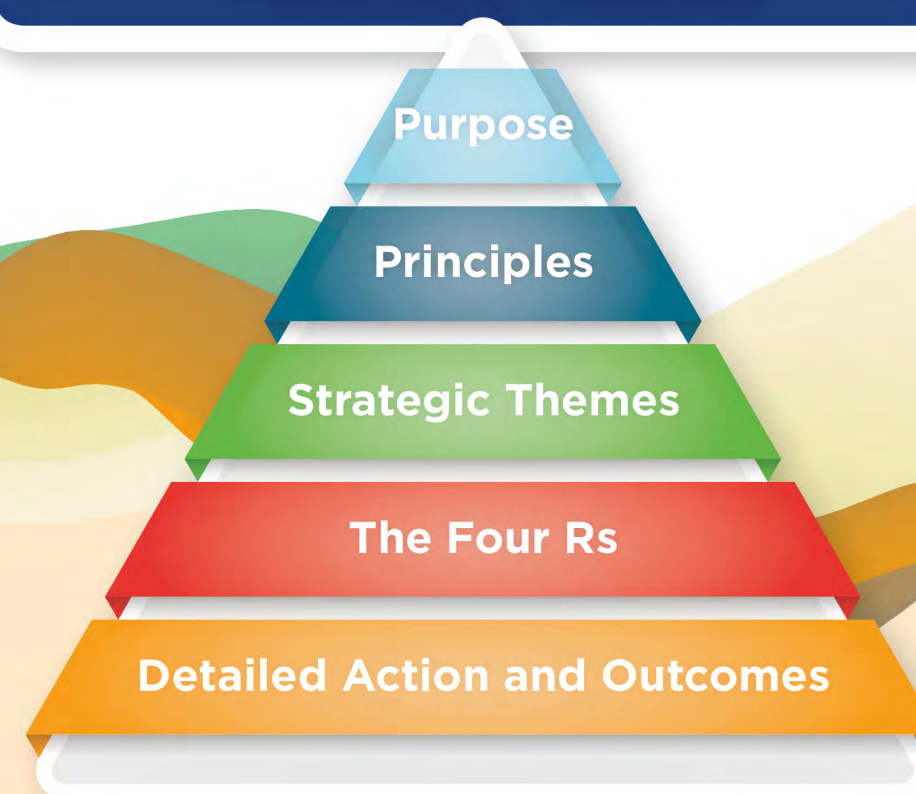 Purpose
Principles
Strategic Themes
The Four Rs
Detailed Action and Outcomes